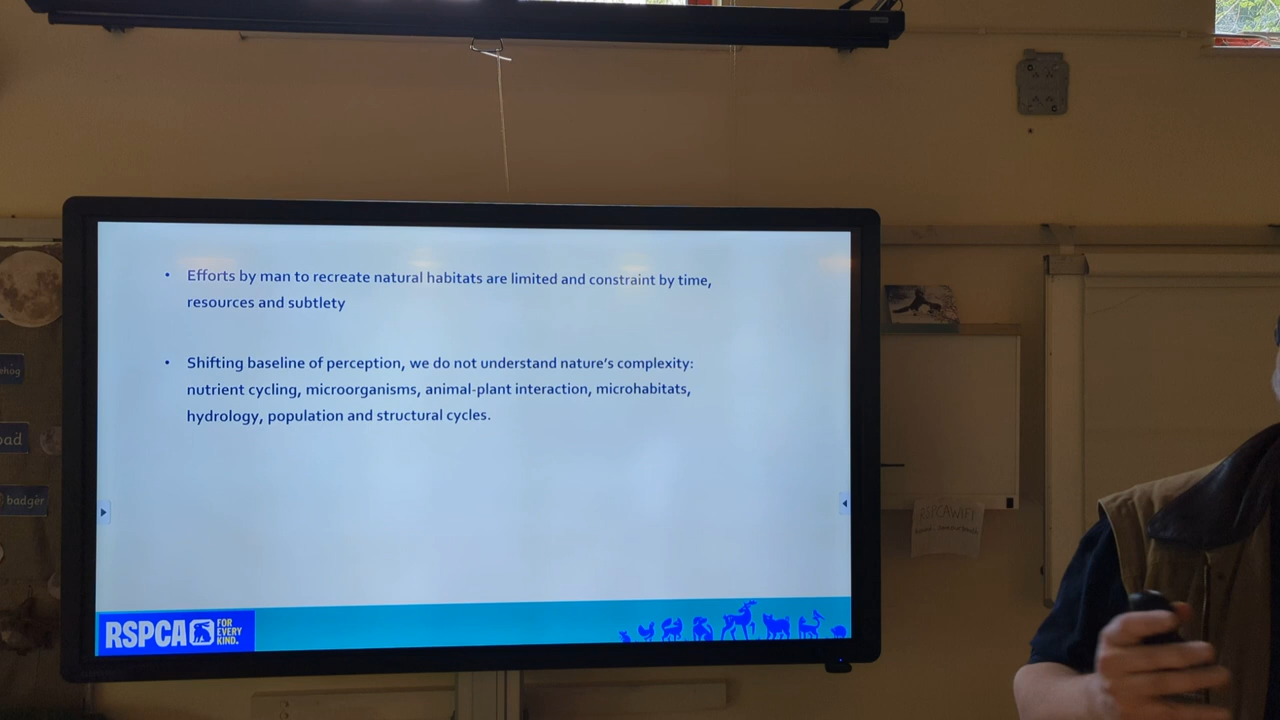 • Efforts by man to recreate natural habitats are limited and constraint by time,
resources and subtlety
• Shifting baseline of perception, we do not understand nature's complexity:
nutrient cycling, microorganisms, animal-plant interaction, microhabitats,
hydrology, population and structural cycles.
RSPCA
FOR
EVERY
KIND.
badger
RSPCAWIFI